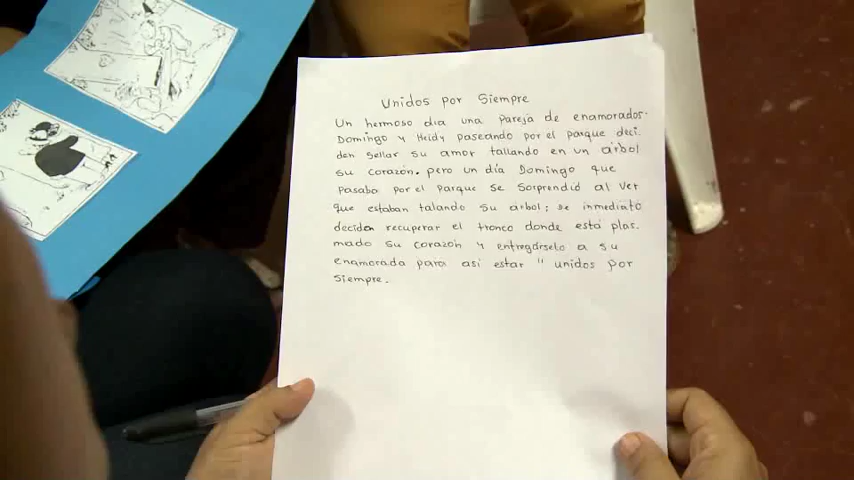 Unidos por Siempre
Un hermoso dia una pareja de enamorados-
Domingo y Heidy paseando por el parque deci.
den sellar su amor tallando en un árbol
su corazón. pero un día Domingo que
pasaba por el parque se sorprendió al ver
que estaban talando su árbol; se inmediato
deciden recuperar el tronco donde está plas.
mado su corazón y entregárselo a su
enamorada para asi estar " unidos por
siempre.